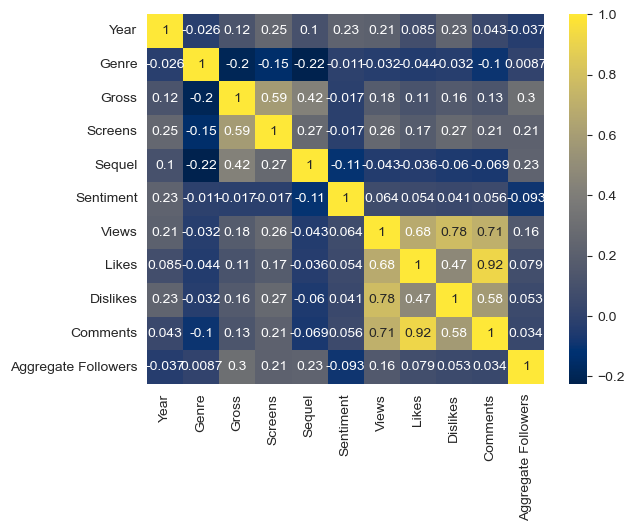 Year 1 -0.026 0.12 0.25 0.1 0.23 0.21 0.085 0.23 0.043 -0.037
Genre -0.026 1 -0.2 -0.15 -0.22 -0.011 -0.032 -0.044 -0.032 -0.1 0.0087
Gross 0.12 -0.2 1 0.59 0.42 -0.017 0.18 0.11 0.16 0.13 0.3
Screens 0.25 -0.15 0.59 1 0.27 -0.017 0.26 0.17 0.27 0.21 0.21
Sequel 0.1 -0.22 0.42 0.27 1 -0.11 -0.043 -0.036 -0.06 -0.069 0.23
Sentiment 0.23 -0.011 -0.017 -0.017 -0.11 1 0.064 0.054 0.041 0.056 -0.093
Views 0.21 -0.032 0.18 0.26 -0.043 0.064 1 0.68 0.78 0.71 0.16
Likes 0.085 -0.044 0.11 0.17 -0.036 0.054 0.68 1 0.47 0.92 0.079
Dislikes 0.23 -0.032 0.16 0.27 -0.06 0.041 0.78 0.47 1 0.58 0.053
Comments 0.043 -0.1 0.13 0.21 -0.069 0.056 0.71 0.92 0.58 1 0.034
Aggregate Followers -0.037 0.0087 0.3 0.21 0.23 -0.093 0.16 0.079 0.053 0.034 1
Year
Genre
Gross
Screens
Sequel
Sentiment
Views
Likes
Dislikes
Comments
Aggregate Followers
1.0
0.8
0.6
0.4
0.2
0.0
−0.2